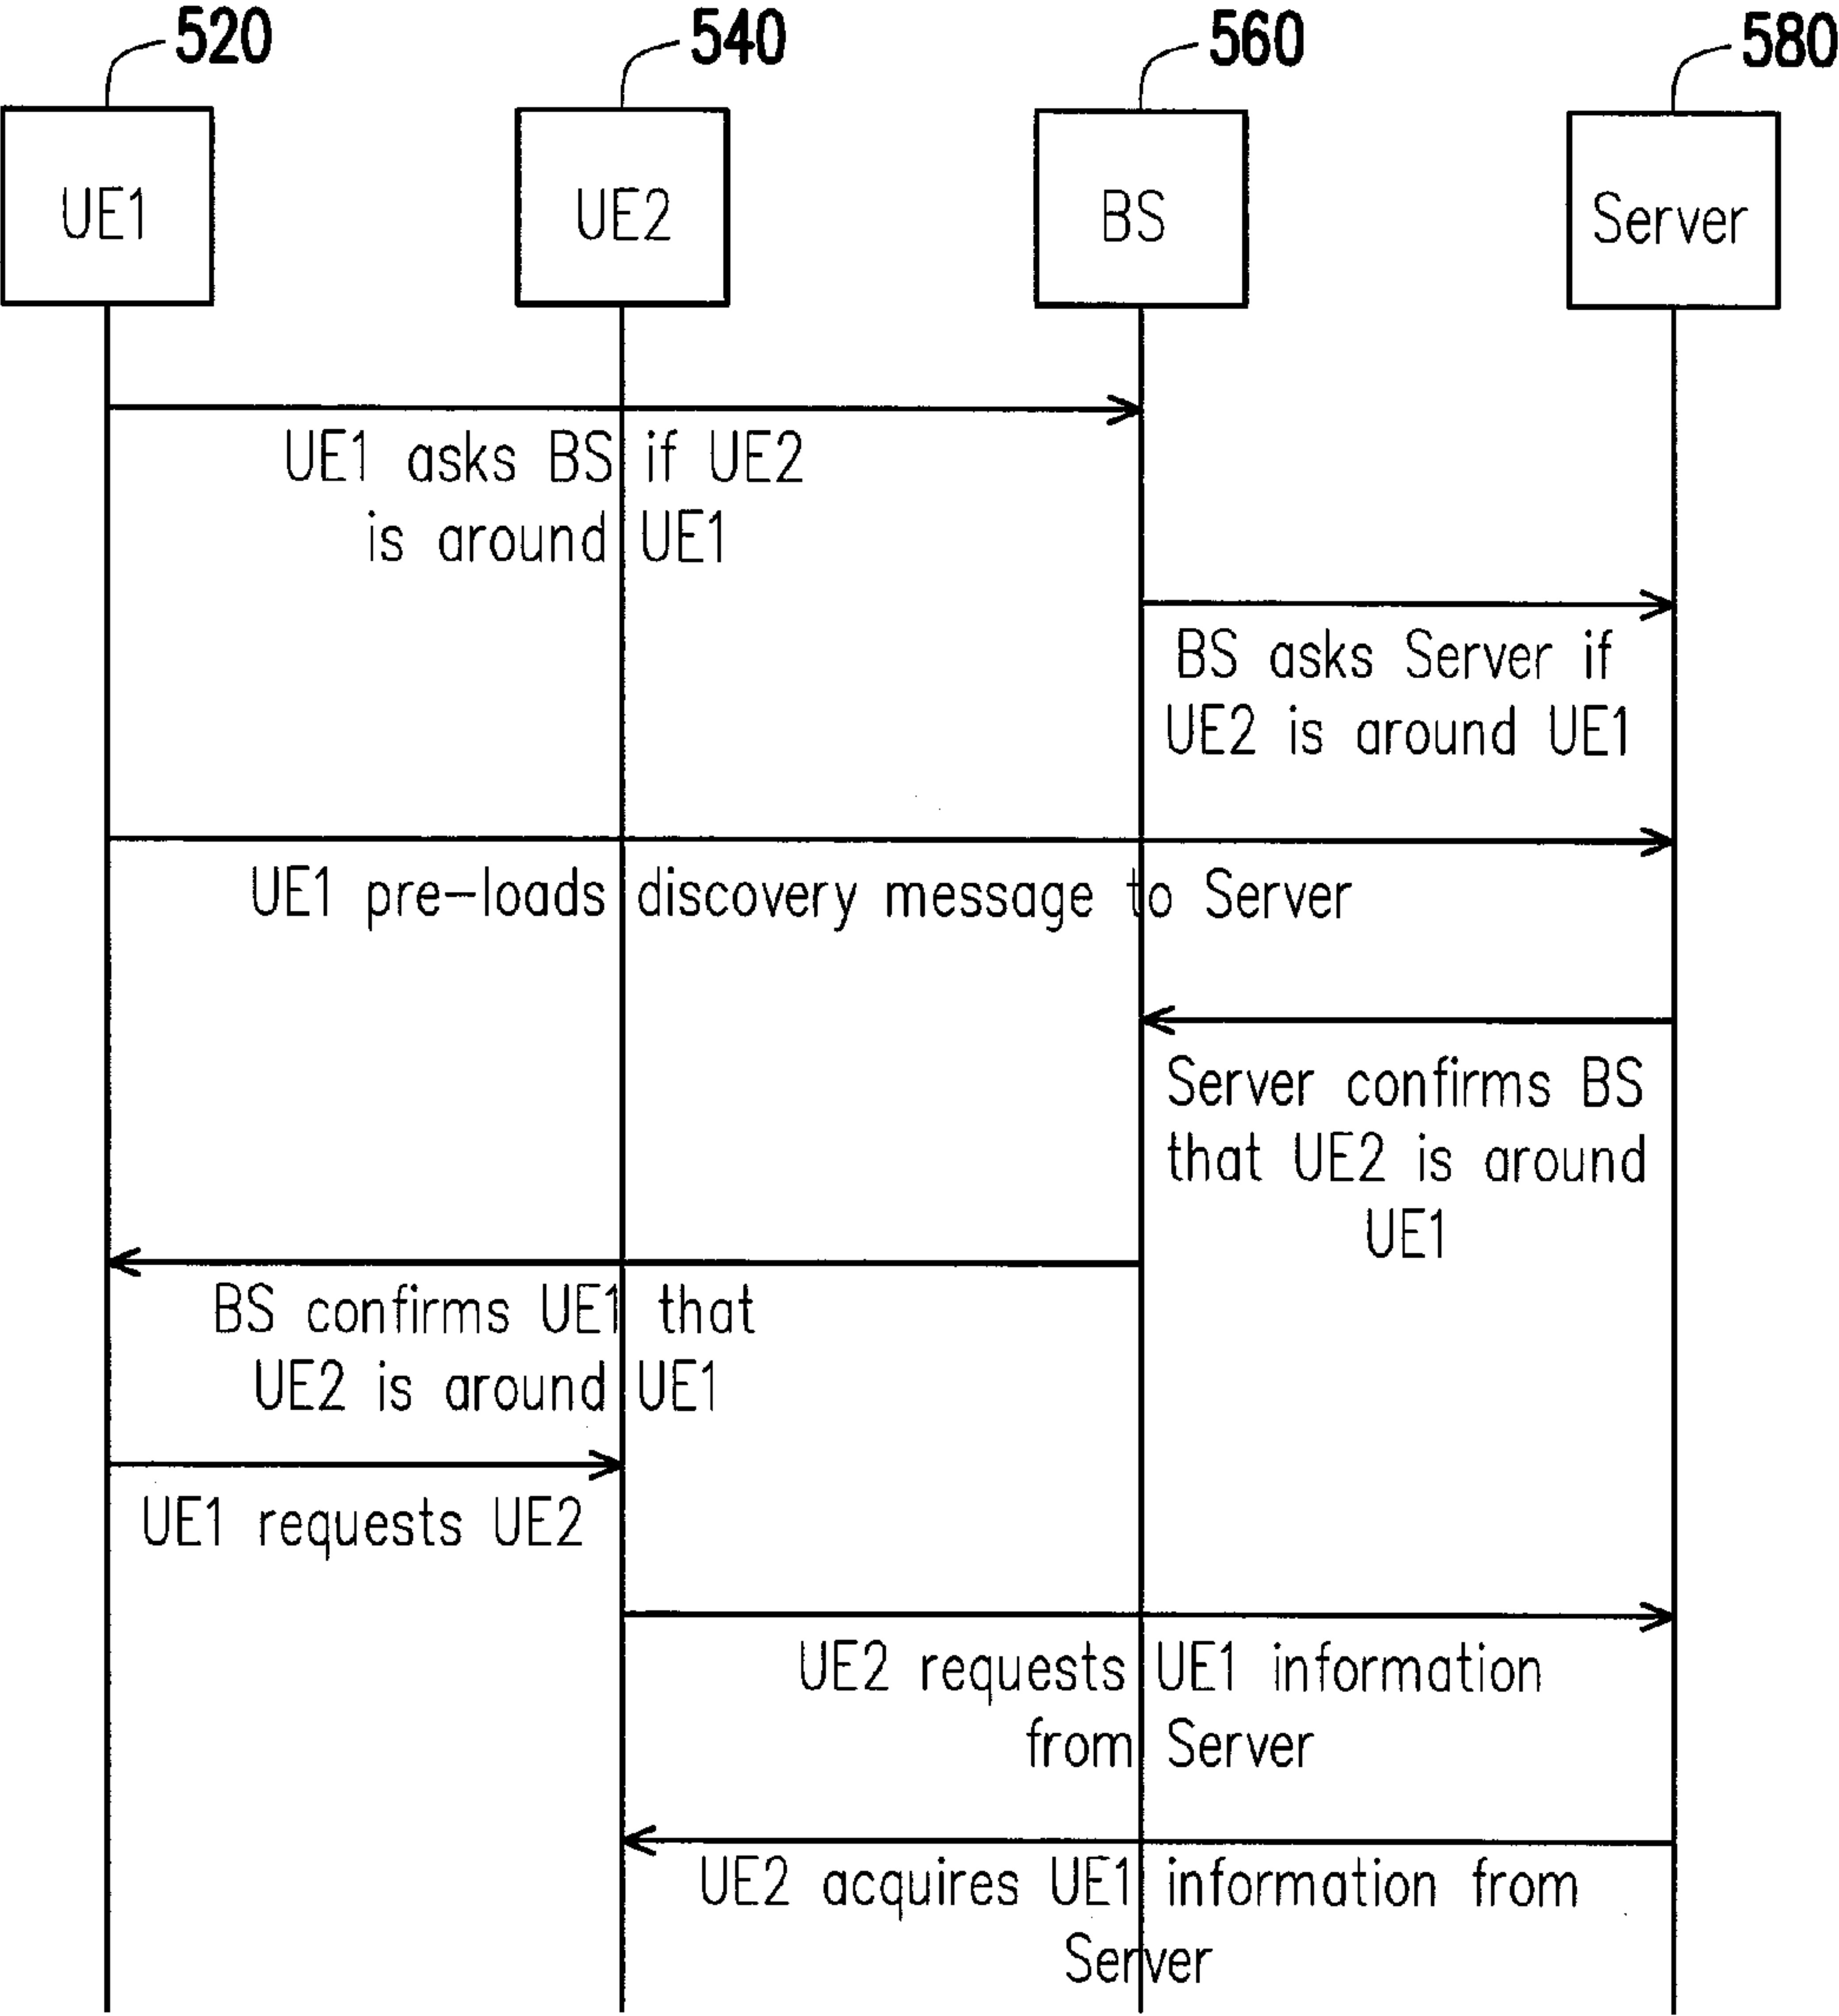 520
540
560
580
UE1
UE2
BS
Server
UE1 asks BS if UE2
is around UE1
BS asks Server if
UE2 is around UE1
UE1 pre-loads discovery message to Server
Server confirms BS
that UE2 is around
UE1
BS confirms UE1 that
UE2 is around UE1
UE1 requests UE2
UE2 requests UE1 information
from Server
UE2 acquires UE1 information from
Server